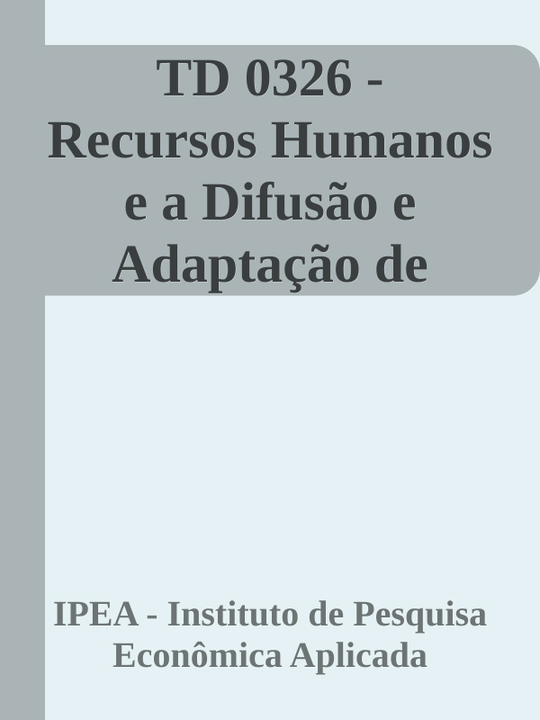 TD 0326 -
Recursos Humanos
e a Difusão e
Adaptação de
IPEA - Instituto de Pesquisa
Econômica Aplicada